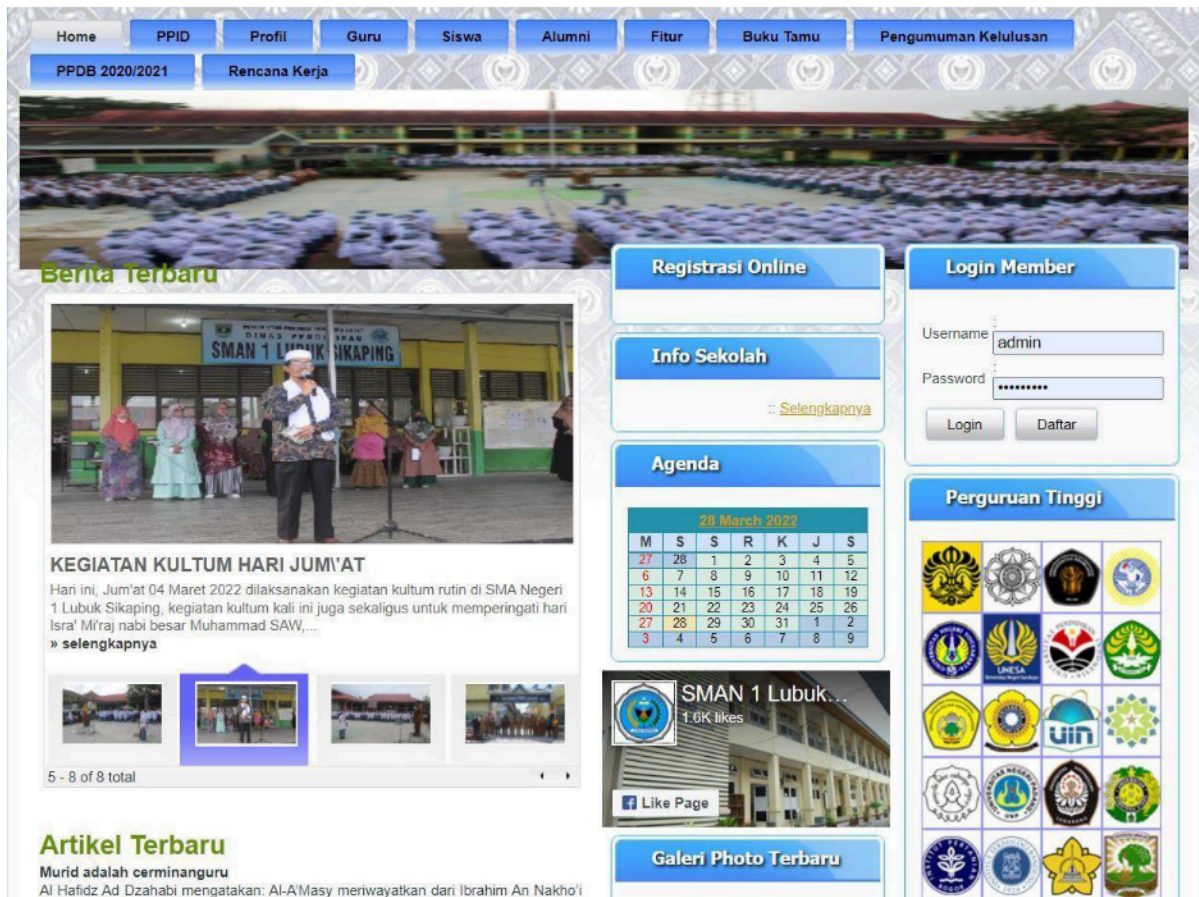 Home
PPID
Profil
Guru
Siswa
Alumni
Fitur
Buku Tamu
Pengumuman Kelulusan
PPDB 2020/2021
Rencana Kerja
Berita Terbaru
DINAS PENDIDIKAN
SMAN 1 LUBUK SIKAPING
KEGIATAN KULTUM HARI JUM\'AT
Hari ini, Jum'at 04 Maret 2022 dilaksanakan kegiatan kultum rutin di SMA Negeri
1 Lubuk Sikaping, kegiatan kultum kali ini juga sekaligus untuk memperingati hari
Isra' Mi'raj nabi besar Muhammad SAW,...
» selengkapnya
5 - 8 of 8 total
Artikel Terbaru
Murid adalah cerminanguru
Al Hafidz Ad Dzahabi mengatakan: Al-A'Masy meriwayatkan dari Ibrahim An Nakho'i
Registrasi Online
Info Sekolah
:: Selengkapnya
Agenda
28 March 2022
M S S R K J S
27 28 1 2 3 4 5
6 7 8 9 10 11 12
13 14 15 16 17 18 19
20 21 22 23 24 25 26
27 28 29 30 31 1 2
3 4 5 6 7 8 9
SMAN 1 Lubuk...
1.6K likes
Like Page
Galeri Photo Terbaru
Login Member
:
Username admin
:
Password •••••••••
Login
Daftar
Perguruan Tinggi
UNESA
uin
UNP
BOGOR